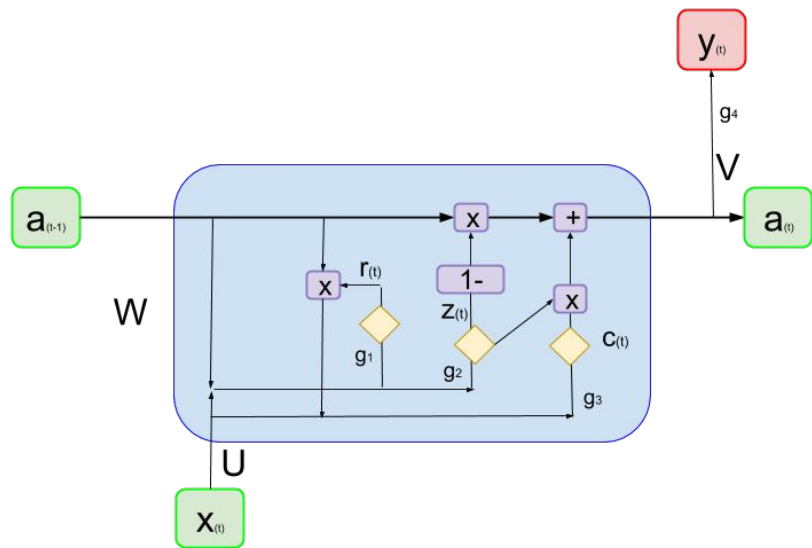 y(t)
g4
V
a(t-1)
x
+
a(t)
r(t)
x
1-
x
W
z(t)
g1
g2
c(t)
g3
U
x(t)